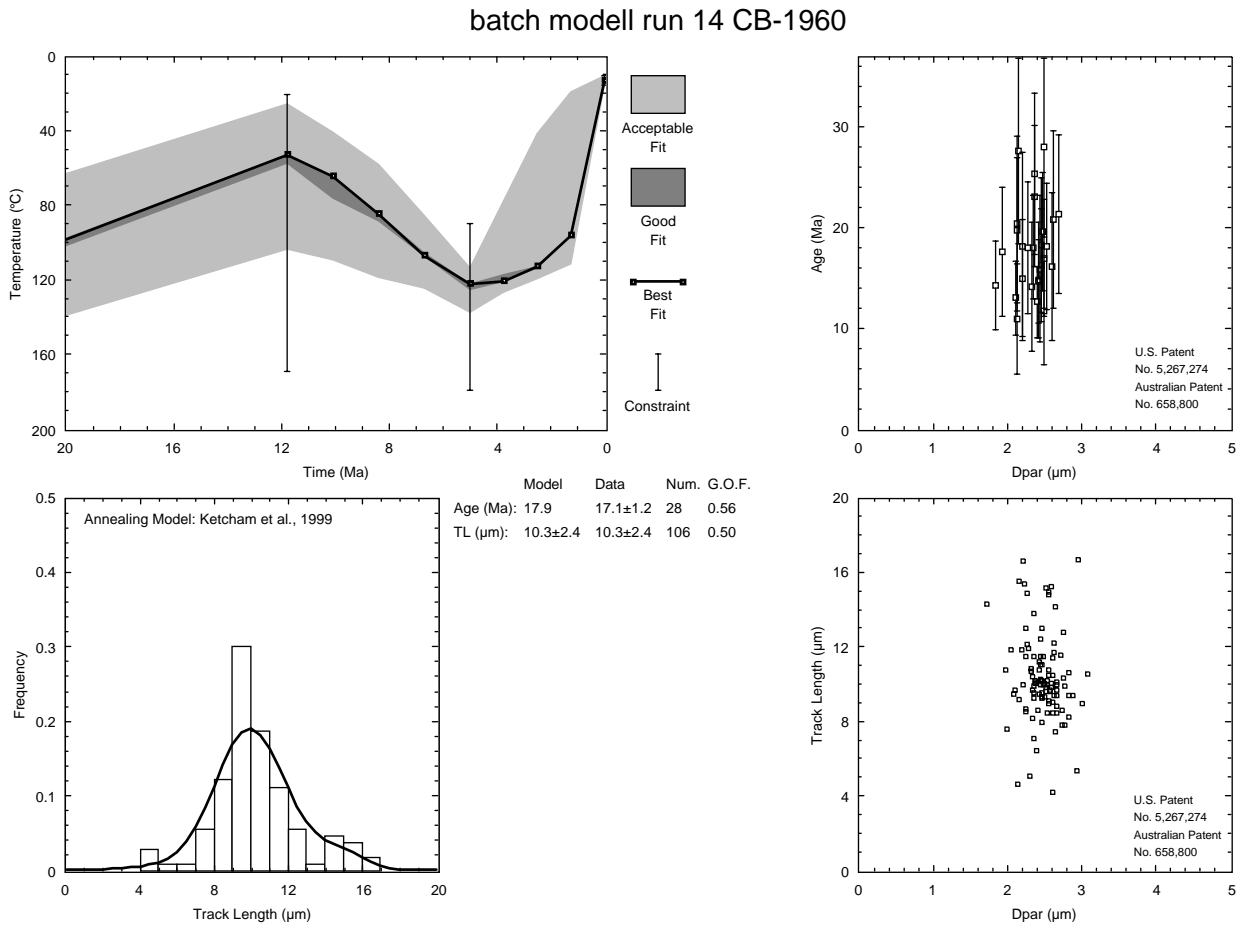 batch modell run 14 CB-1960
0
40
80
120
160
200
Temperature (°C)
20
16
12
8
4
0
Time (Ma)
Acceptable
Fit
Good
Fit
Best
Fit
Constraint
30
20
10
0
Age (Ma)
U.S. Patent
No. 5,267,274
Australian Patent
No. 658,800
0
1
2
3
4
5
Dpar (µm)
Model Data Num. G.O.F.
Age (Ma): 17.9 17.1±1.2 28 0.56
TL (µm): 10.3±2.4 10.3±2.4 106 0.50
0.5
0.4
0.3
0.2
0.1
0
Frequency
Annealing Model: Ketcham et al., 1999
0
4
8
12
16
20
Track Length (µm)
20
16
12
8
4
0
Track Length (µm)
U.S. Patent
No. 5,267,274
Australian Patent
No. 658,800
0
1
2
3
4
5
Dpar (µm)